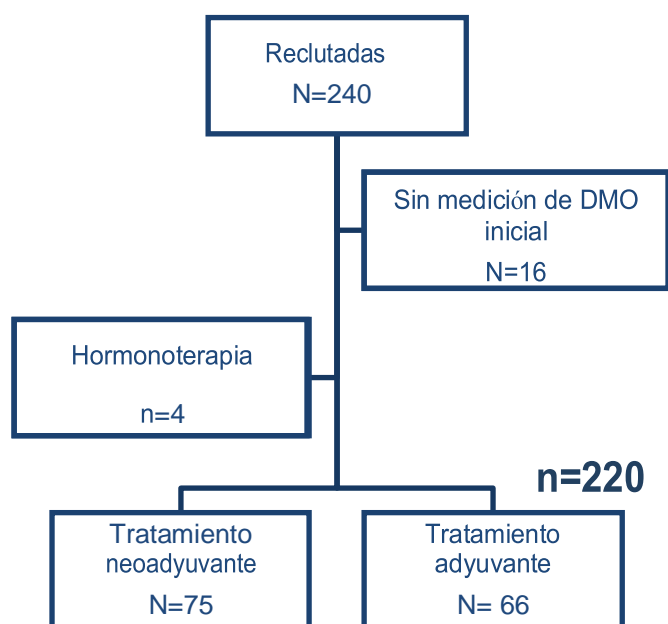 Reclutadas
N=240
Sin medición de DMO
inicial
N=16
Hormonoterapia
n=4
n=220
Tratamiento
neoadyuvante
N=75
Tratamiento
adyuvante
N= 66